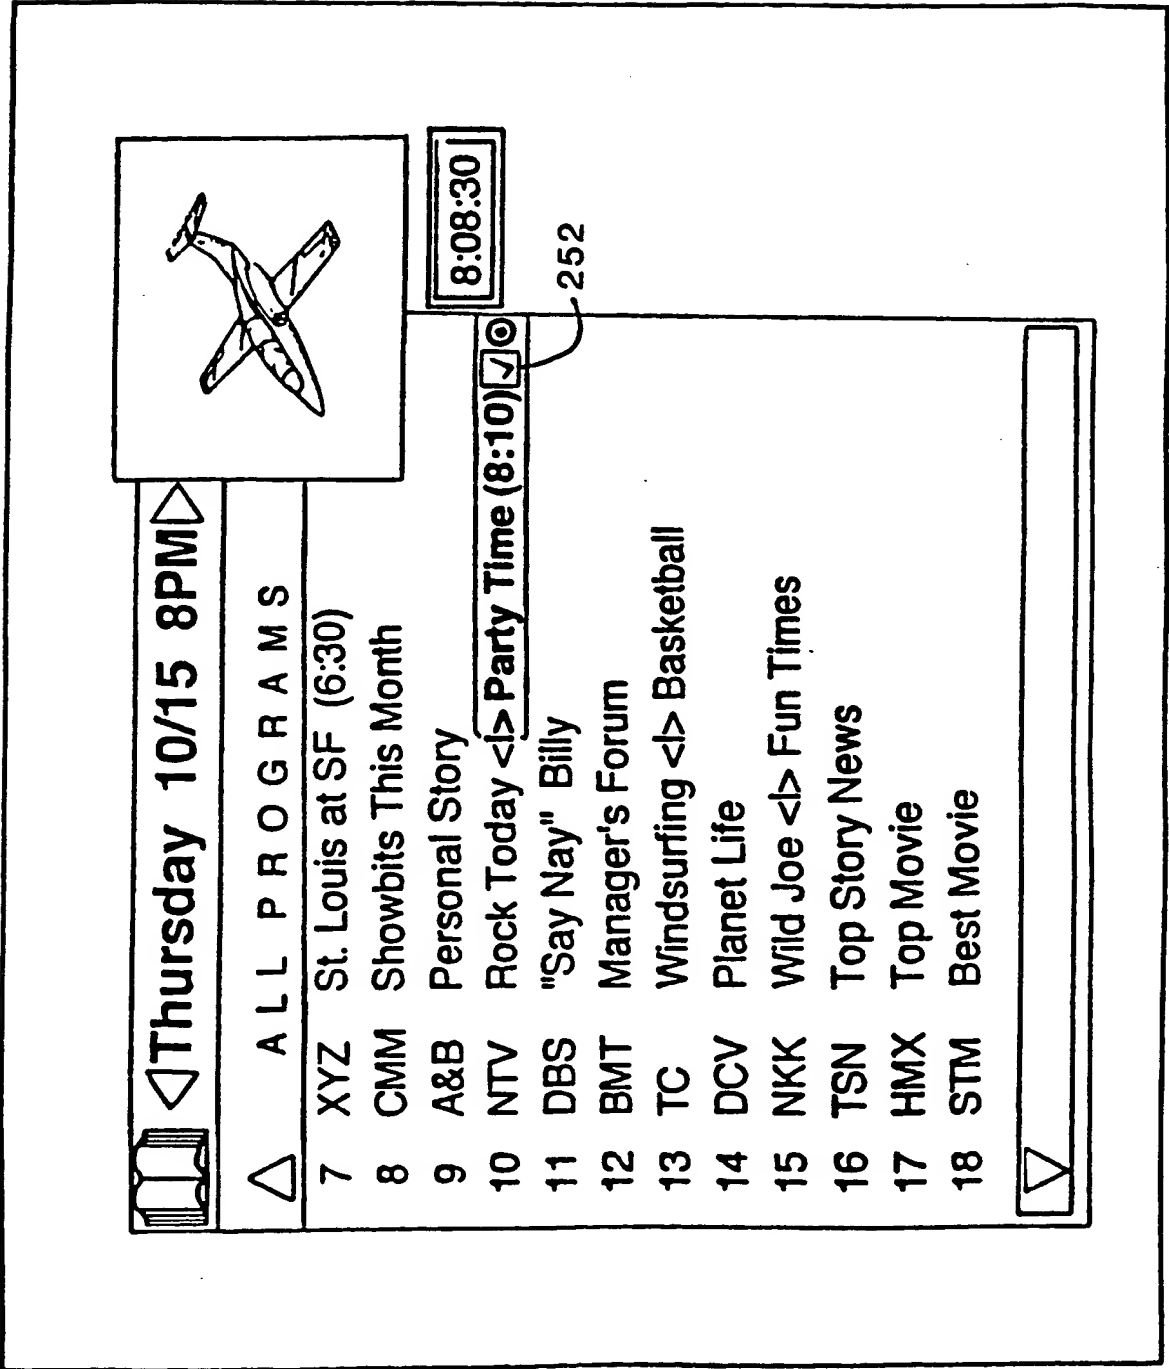 Thursday 10/15 8PM
ALL PROGRAMS
8:08:30
7 XYZ St. Louis at SF (6:30)
8 CMM Showbits This Month
9 A&B Personal Story
10 NTV Rock Today <|> Party Time (8:10)
252
11 DBS "Say Nay" Billy
12 BMT Manager's Forum
13 TC Windsurfing <|> Basketball
14 DCV Planet Life
15 NKK Wild Joe <|> Fun Times
16 TSN Top Story News
17 HMX Top Movie
18 STM Best Movie